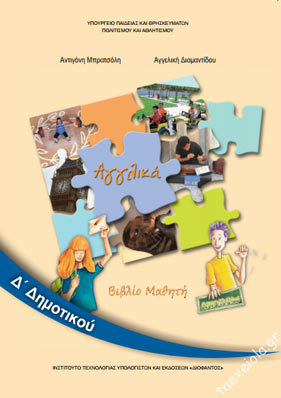 ΥΠΟΥΡΓΕΙΟ ΠΑΙΔΕΙΑΣ ΚΑΙ ΘΡΗΣΚΕΥΜΑΤΩΝ
ΠΟΛΙΤΙΣΜΟΥ ΚΑΙ ΑΘΛΗΤΙΣΜΟΥ
Αντιγόνη Μπρατσόλη Αγγελική Διαμαντίδου
Αγγλικά
Βιβλίο Μαθητή
Δ΄ Δημοτικού
ΙΝΣΤΙΤΟΥΤΟ ΤΕΧΝΟΛΟΓΙΑΣ ΥΠΟΛΟΓΙΣΤΩΝ ΚΑΙ ΕΚΔΟΣΕΩΝ «ΔΙΟΦΑΝΤΟΣ»
taexeiola.gr